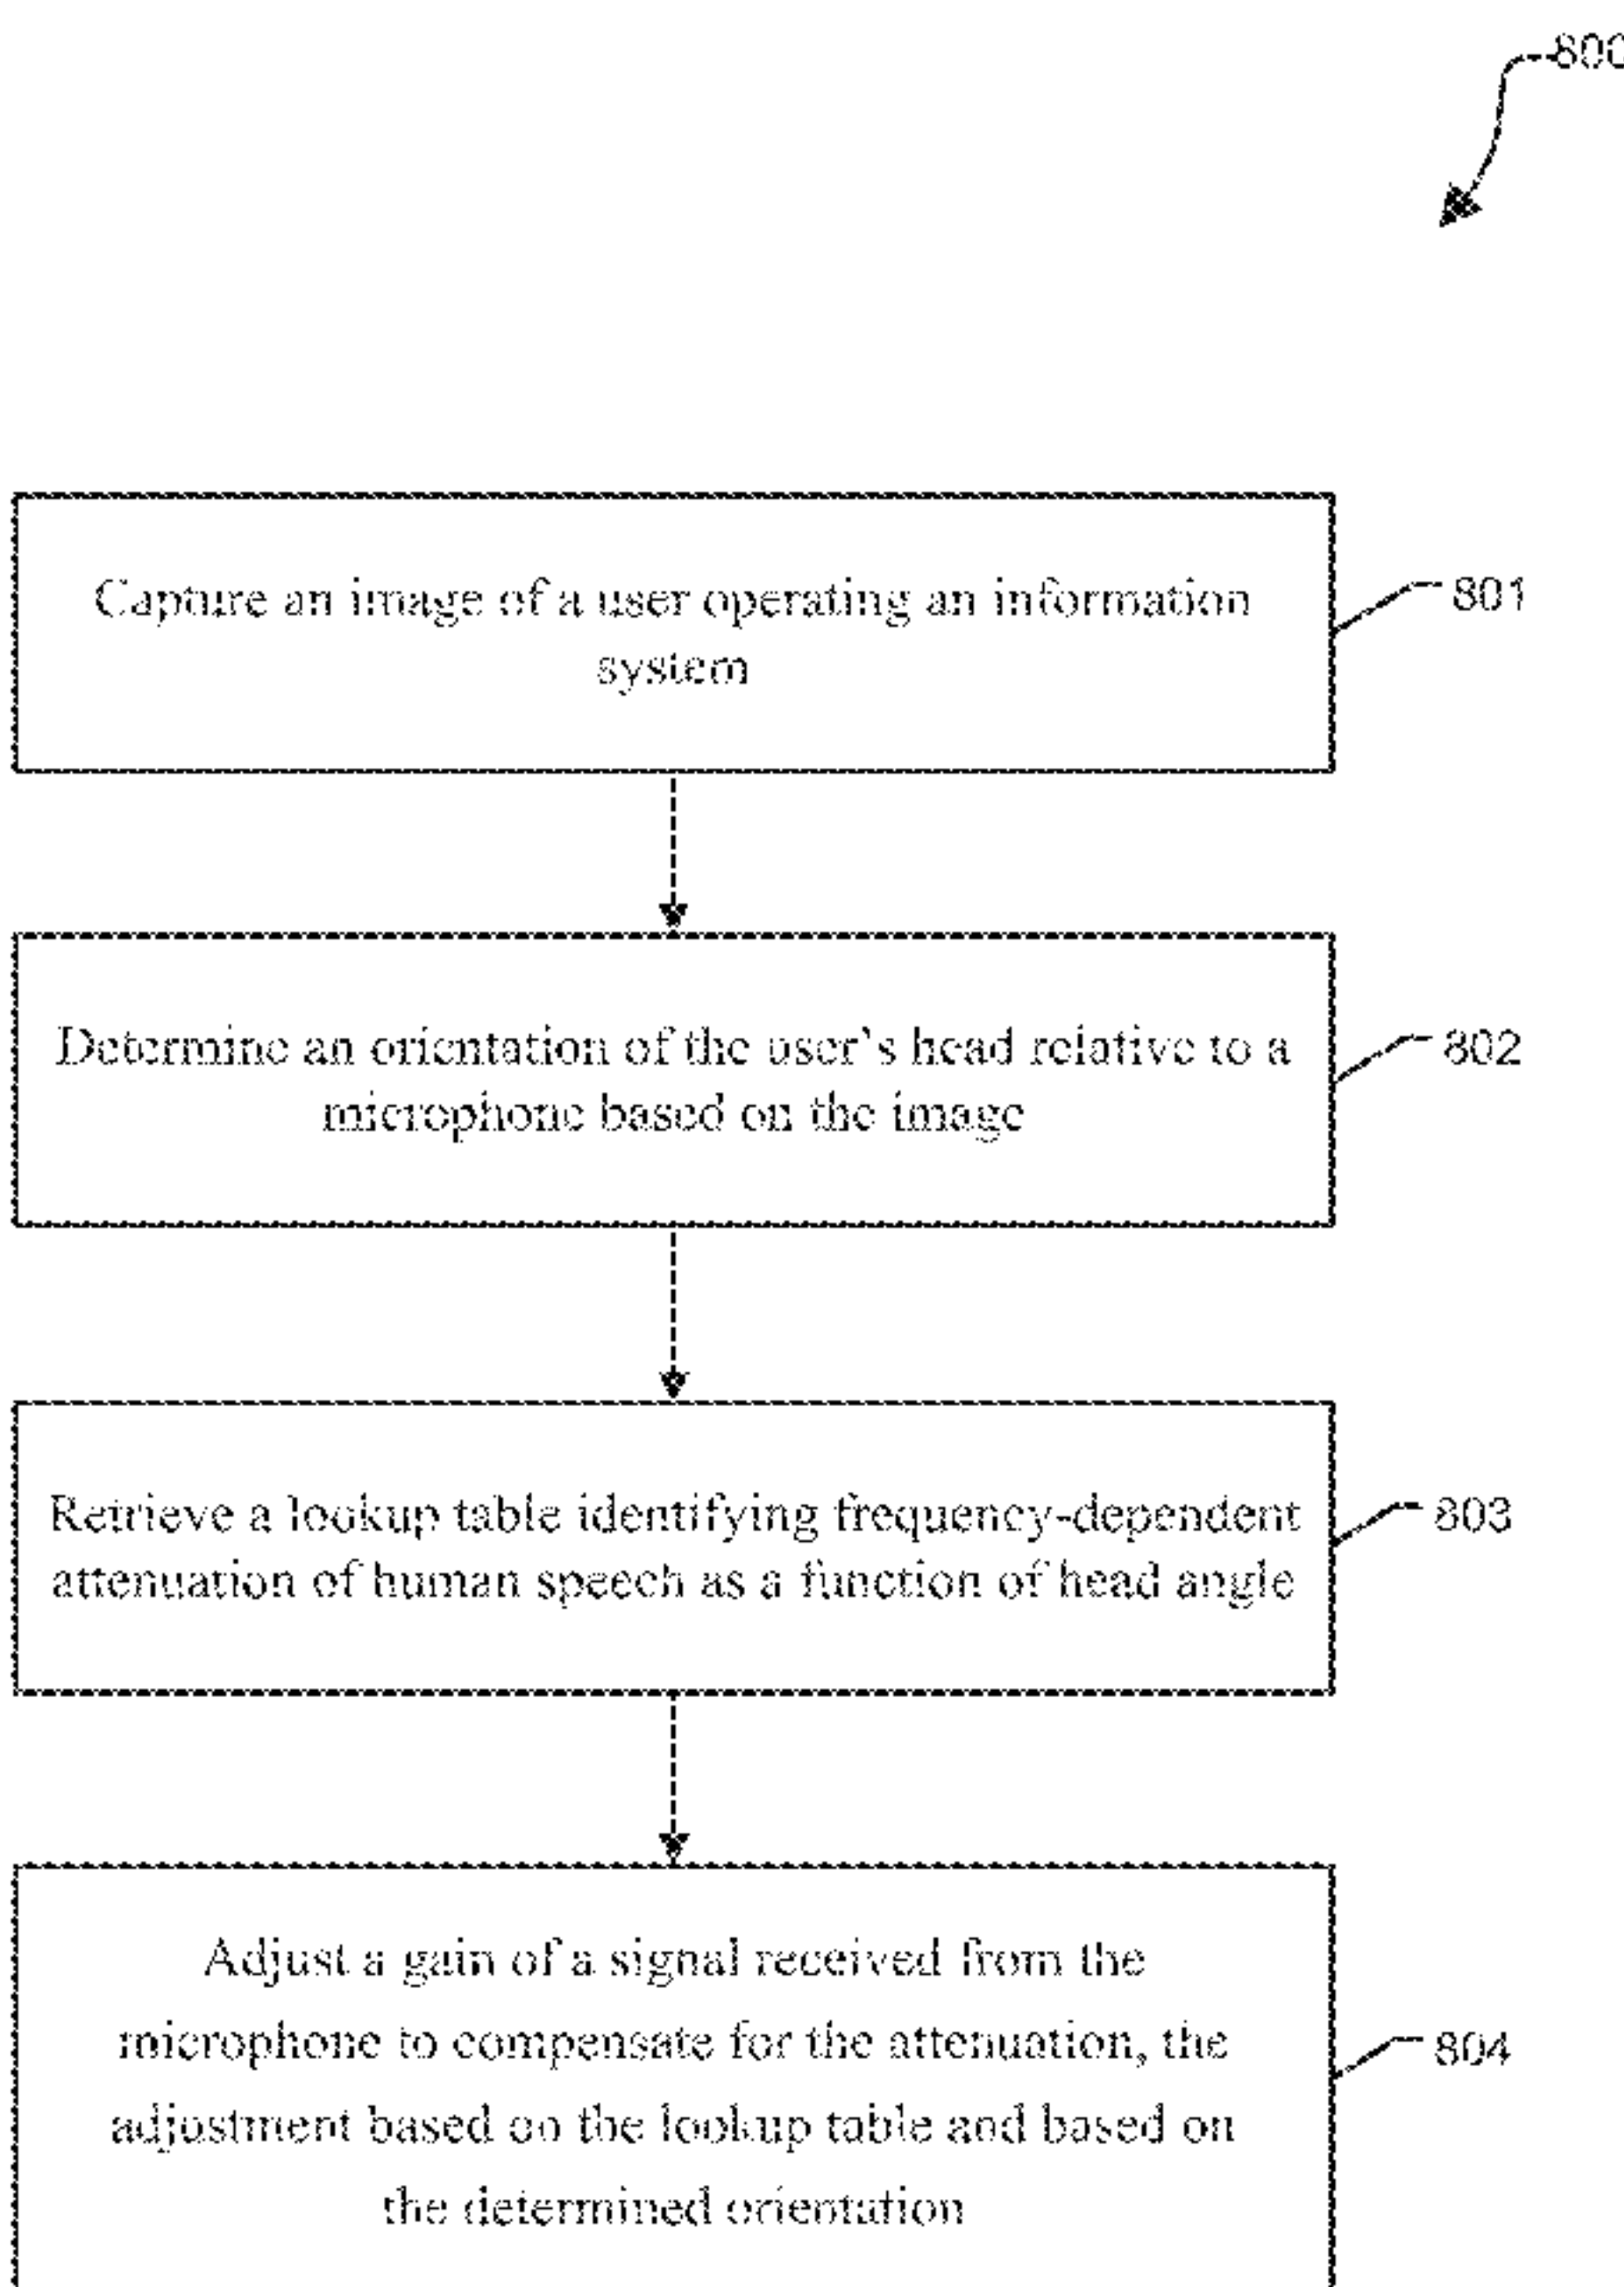 800
Capture an image of a user operating an information
system
801
Determine an orientation of the user's head relative to a
microphone based on the image
802
Retrieve a lookup table identifying frequency-dependent
attenuation of human speech as a function of head angle
803
Adjust a gain of a signal received from the
microphone to compensate for the attenuation, the
adjustment based on the lookup table and based on
the determined orientation
804